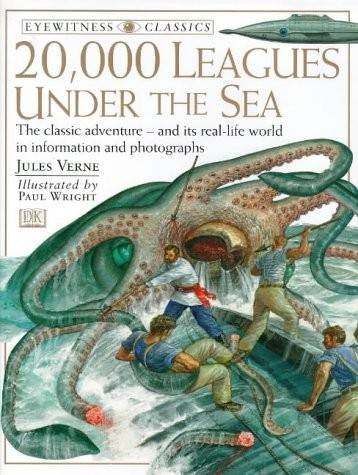 EYEWITNESS CLASSICS
20,000 LEAGUES
UNDER THE SEA
The classic adventure – and its real-life world
in information and photographs
JULES VERNE
Illustrated by
PAUL WRIGHT
DK